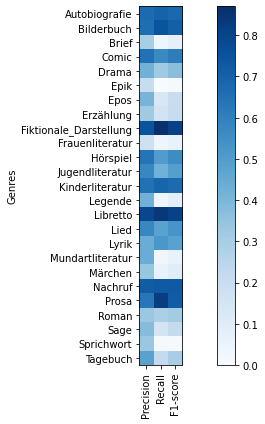 Genres
Autobiografie
Bilderbuch
Brief
Comic
Drama
Epik
Epos
Erzählung
Fiktionale_Darstellung
Frauenliteratur
Hörspiel
Jugendliteratur
Kinderliteratur
Legende
Libretto
Lied
Lyrik
Mundartliteratur
Märchen
Nachruf
Prosa
Roman
Sage
Sprichwort
Tagebuch
Precision
Recall
F1-score
0.8
0.7
0.6
0.5
0.4
0.3
0.2
0.1
0.0